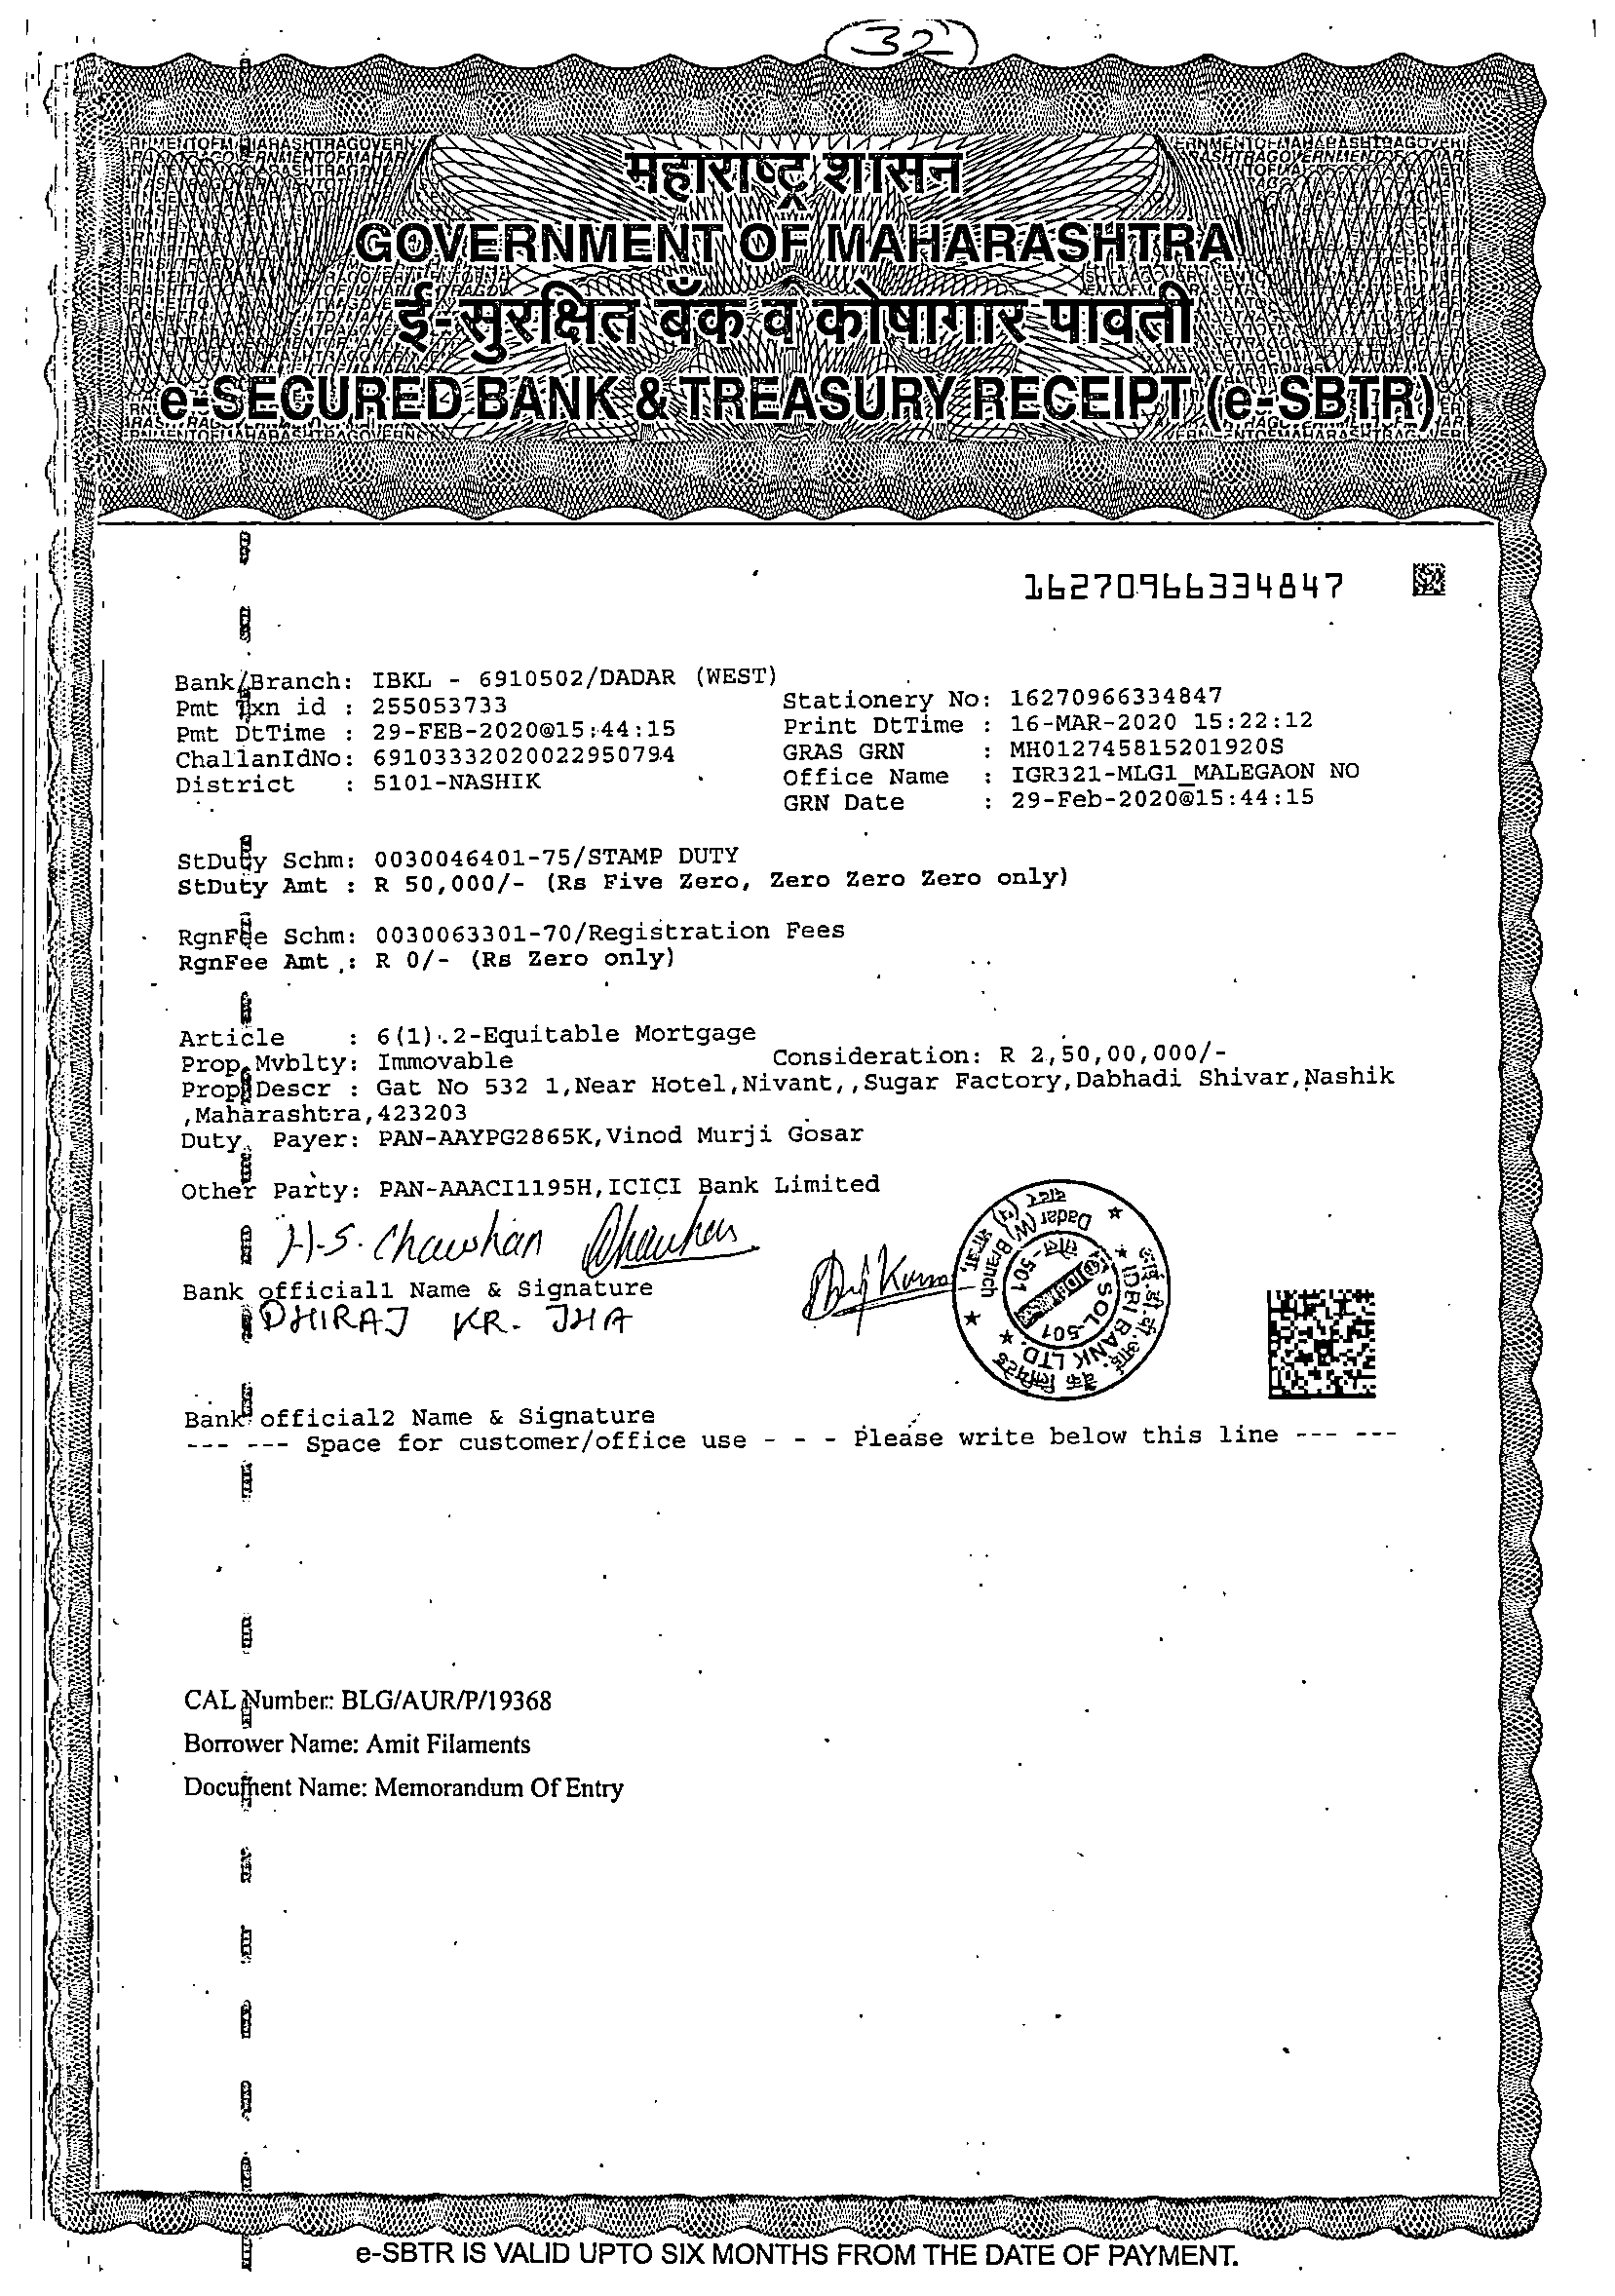 32
महाराष्ट्र शासन
GOVERNMENT OF MAHARASHTRA
ई-सुरक्षित बँक व कोषागार पावती
e-SECURED BANK & TREASURY RECEIPT (e-SBTR)
16270966334847
Bank/Branch: IBKL - 6910502/DADAR (WEST)
Pmt Txn id : 255053733 Stationery No: 16270966334847
Pmt DtTime : 29-FEB-2020@15:44:15 Print DtTime : 16-MAR-2020 15:22:12
ChallanIdNo: 69103332020022950794 GRAS GRN : MH012745815201920S
District : 5101-NASHIK Office Name : IGR321-MLG1_MALEGAON NO
GRN Date : 29-Feb-2020@15:44:15
StDuty Schm: 0030046401-75/STAMP DUTY
StDuty Amt : R 50,000/- (Rs Five Zero, Zero Zero Zero only)
RgnFee Schm: 0030063301-70/Registration Fees
RgnFee Amt : R 0/- (Rs Zero only)
Article : 6(1).2-Equitable Mortgage
Prop Mvblty: Immovable Consideration: R 2,50,00,000/-
Prop Descr : Gat No 532 1,Near Hotel,Nivant,,Sugar Factory,Dabhadi Shivar,Nashik
,Maharashtra,423203
Duty Payer: PAN-AAYPG2865K,Vinod Murji Gosar
Other Party: PAN-AAACI1195H,ICICI Bank Limited
H.S. Chawhan
Bank official1 Name & Signature
DHIRAJ KR. JHA
Dadar (W) Branch
IDBI BANK LTD.
SOL-501
Bank official2 Name & Signature
--- --- Space for customer/office use - - - Please write below this line --- ---
CAL Number: BLG/AUR/P/19368
Borrower Name: Amit Filaments
Document Name: Memorandum Of Entry
e-SBTR IS VALID UPTO SIX MONTHS FROM THE DATE OF PAYMENT.